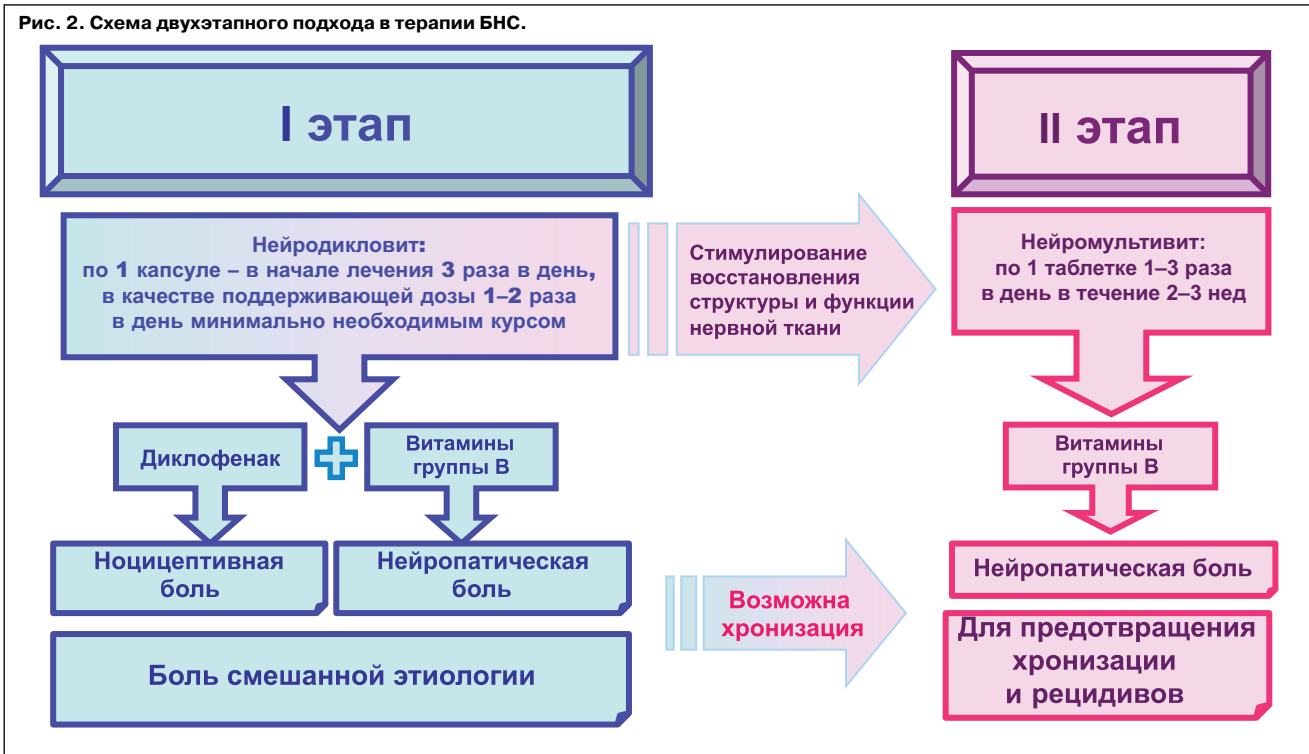 Рис. 2. Схема двухэтапного подхода в терапии БНС.
I этап
II этап
Нейродикловит:
по 1 капсуле – в начале лечения 3 раза в день,
в качестве поддерживающей дозы 1–2 раза
в день минимально необходимым курсом
Стимулирование
восстановления
структуры и функции
нервной ткани
Нейромультивит:
по 1 таблетке 1–3 раза
в день в течение 2–3 нед
Диклофенак
Витамины
группы В
Витамины
группы В
Ноцицептивная
боль
Нейропатическая
боль
Нейропатическая боль
Боль смешанной этиологии
Возможна
хронизация
Для предотвращения
хронизации
и рецидивов